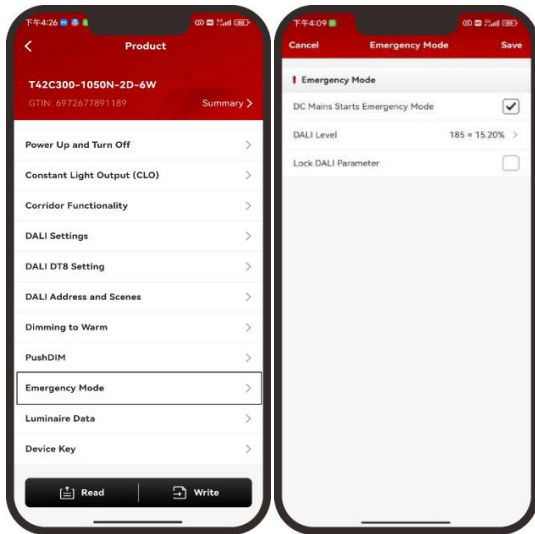 下午4:26
Product
T42C300-1050N-2D-6W
GTIN: 6972677891189 Summary >
Power Up and Turn Off >
Constant Light Output (CLO) >
Corridor Functionality >
DALI Settings >
DALI DT8 Setting >
DALI Address and Scenes >
Dimming to Warm >
PushDIM >
Emergency Mode >
Luminaire Data >
Device Key >
Read Write
下午4:09
Cancel Emergency Mode Save
Emergency Mode
DC Mains Starts Emergency Mode
DALI Level 185 = 15.20% >
Lock DALI Parameter